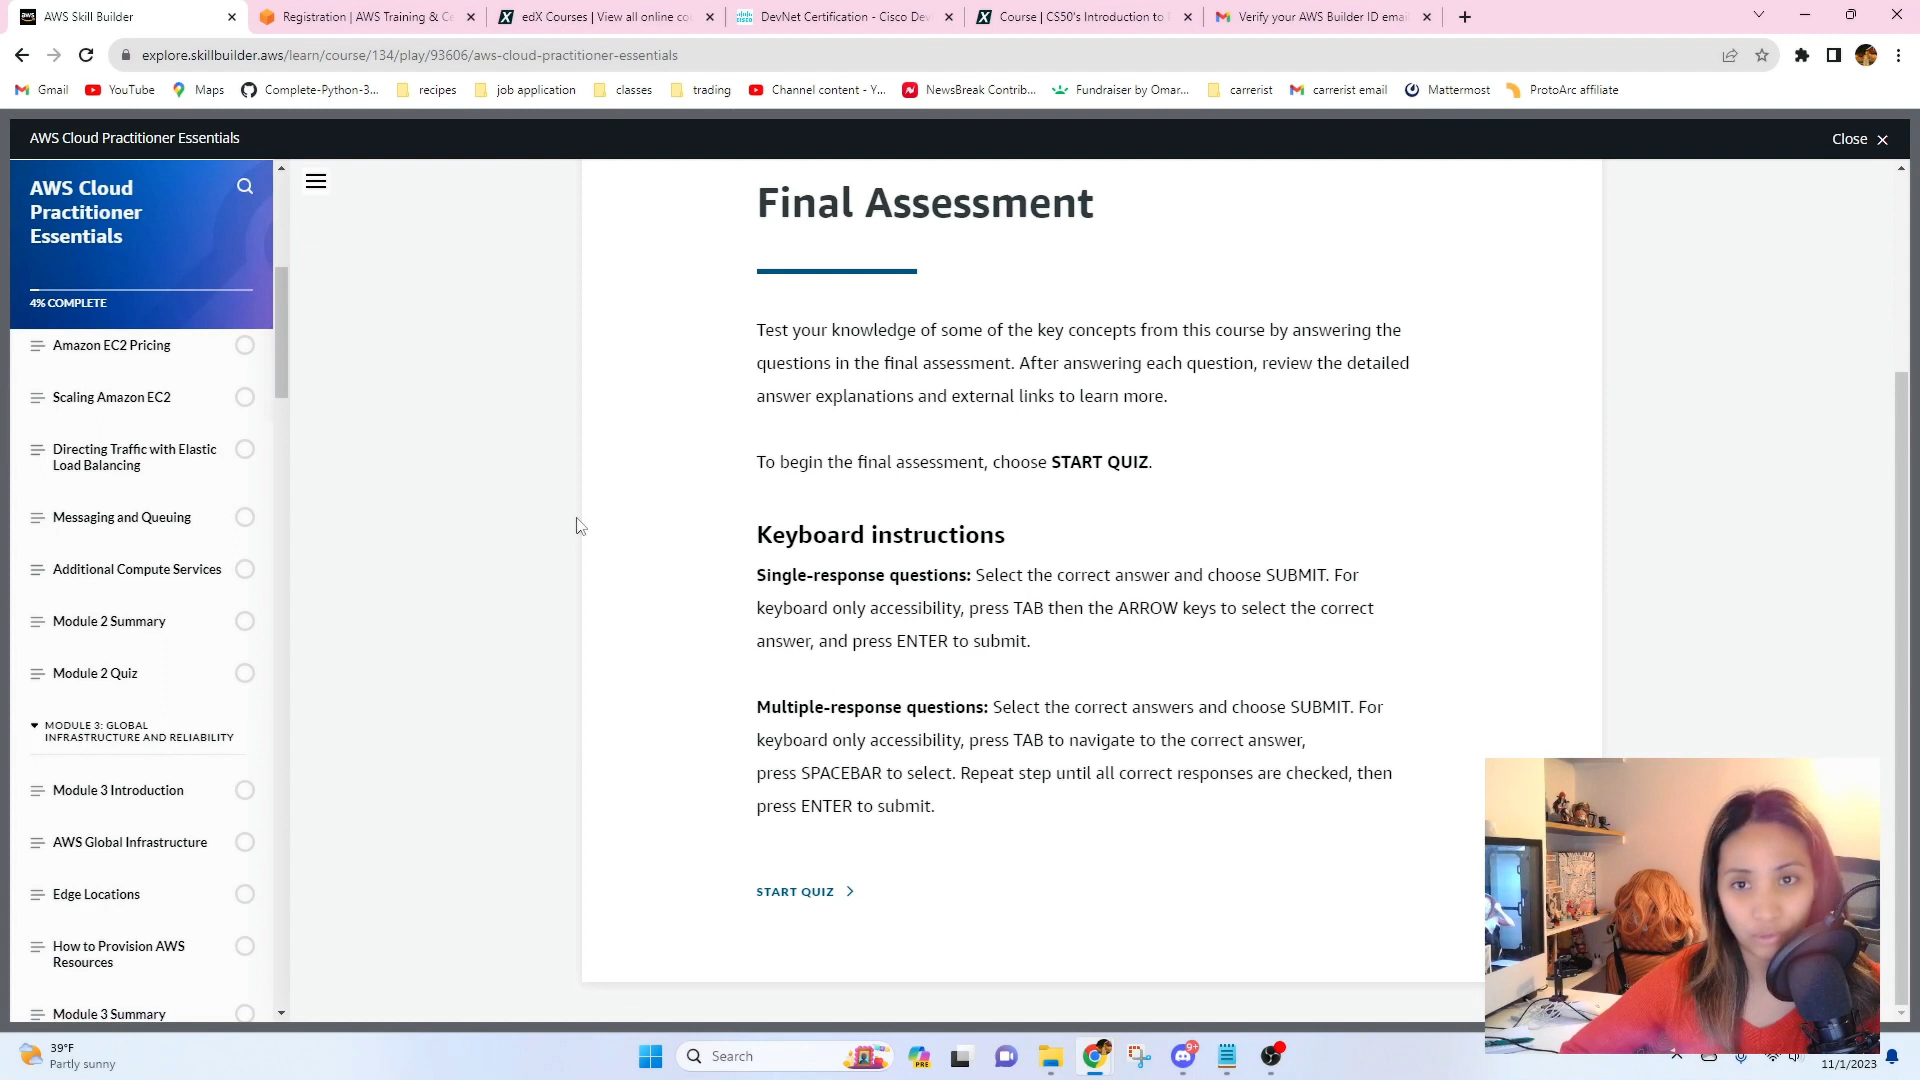 AWS Skill Builder
Registration | AWS Training & Ce
edX Courses | View all online co
DevNet Certification - Cisco Dev
Course | CS50's Introduction to
Verify your AWS Builder ID email
explore.skillbuilder.aws/learn/course/134/play/93606/aws-cloud-practitioner-essentials
Gmail YouTube Maps Complete-Python-3... recipes job application classes trading Channel content - Y... NewsBreak Contrib... Fundraiser by Omar... carrerist carrerist email Mattermost ProtoArc affiliate
AWS Cloud Practitioner Essentials
Close
AWS Cloud
Practitioner
Essentials
4% COMPLETE
Amazon EC2 Pricing
Scaling Amazon EC2
Directing Traffic with Elastic
Load Balancing
Messaging and Queuing
Additional Compute Services
Module 2 Summary
Module 2 Quiz
MODULE 3: GLOBAL
INFRASTRUCTURE AND RELIABILITY
Module 3 Introduction
AWS Global Infrastructure
Edge Locations
How to Provision AWS
Resources
Module 3 Summary
Final Assessment
Test your knowledge of some of the key concepts from this course by answering the
questions in the final assessment. After answering each question, review the detailed
answer explanations and external links to learn more.
To begin the final assessment, choose START QUIZ.
Keyboard instructions
Single-response questions: Select the correct answer and choose SUBMIT. For
keyboard only accessibility, press TAB then the ARROW keys to select the correct
answer, and press ENTER to submit.
Multiple-response questions: Select the correct answers and choose SUBMIT. For
keyboard only accessibility, press TAB to navigate to the correct answer,
press SPACEBAR to select. Repeat step until all correct responses are checked, then
press ENTER to submit.
START QUIZ
39°F
Partly sunny
Search
PRE
9+
11/1/2023